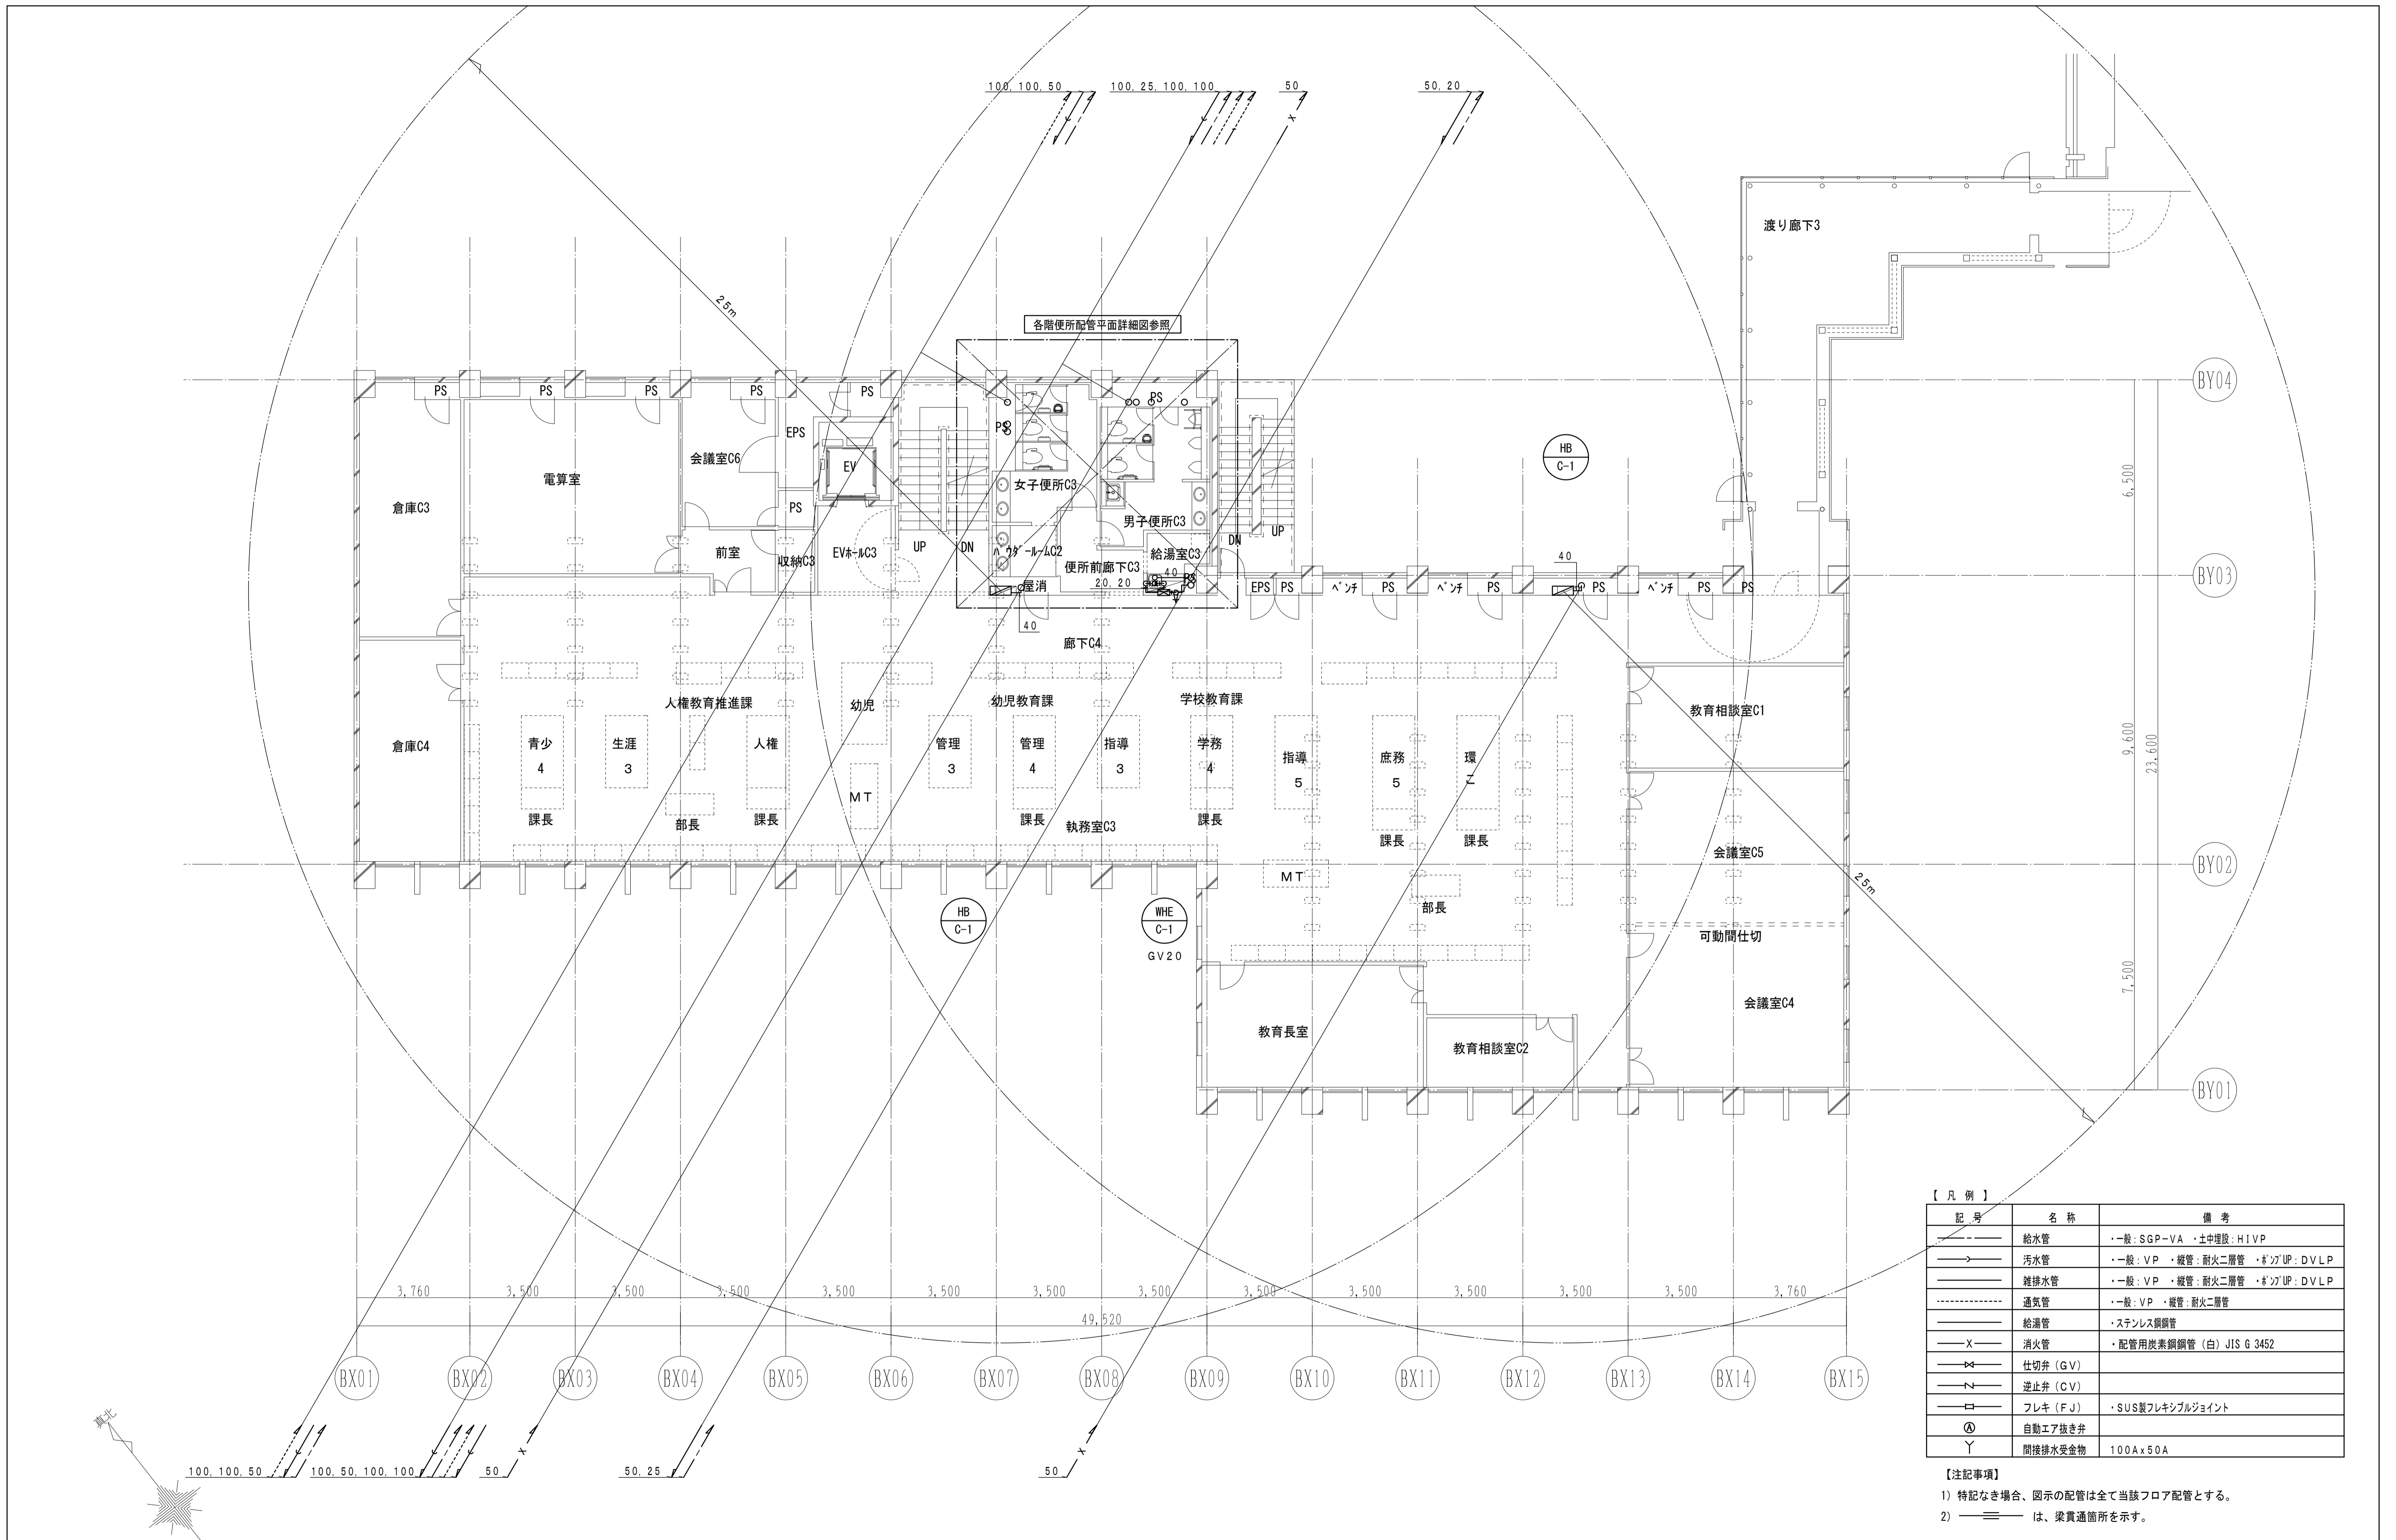 100,100,50
100,25,100,100
50
50,20
渡り廊下3
25m
各階便所配管平面詳細図参照
BY04
PS
PS
PS
PS
PS
PS
EPS
PS
会議室C6
EV
HB
C-1
電算室
女子便所C3
倉庫C3
PS
男子便所C3
6,500
前室
収納C3
EVホールC3
UP
DN
パウダールームC2
給湯室C3
DN
UP
便所前廊下C3
40
40
PS
20,20
屋消
EPS
PS
ベンチ
PS
ベンチ
PS
PS
ベンチ
PS
PS
BY03
40
廊下C4
人権教育推進課
幼児
幼児教育課
学校教育課
教育相談室C1
倉庫C4
青少
4
生涯
3
人権
管理
3
管理
4
指導
3
学務
4
指導
5
庶務
5
環
こ
9,600
23,600
MT
課長
部長
課長
課長
執務室C3
課長
課長
課長
会議室C5
BY02
MT
部長
25m
HB
C-1
WHE
C-1
GV20
可動間仕切
7,500
会議室C4
教育長室
教育相談室C2
BY01
3,760
3,500
3,500
3,500
3,500
3,500
3,500
3,500
3,500
3,500
3,500
3,500
3,500
3,760
49,520
BX01
BX02
BX03
BX04
BX05
BX06
BX07
BX08
BX09
BX10
BX11
BX12
BX13
BX14
BX15
真北
100,100,50
100,50,100,100
50
50,25
50
【 凡 例 】
記 号 名 称 備 考
給水管 ・一般:SGP-VA ・土中埋設:HIVP
汚水管 ・一般:VP ・縦管:耐火二層管 ・ポンプUP:DVLP
雑排水管 ・一般:VP ・縦管:耐火二層管 ・ポンプUP:DVLP
通気管 ・一般:VP ・縦管:耐火二層管
給湯管 ・ステンレス鋼鋼管
X 消火管 ・配管用炭素鋼鋼管(白)JIS G 3452
仕切弁(GV)
逆止弁(CV)
フレキ(FJ) ・SUS製フレキシブルジョイント
A 自動エア抜き弁
間接排水受金物 100Ax50A
【注記事項】
1) 特記なき場合、図示の配管は全て当該フロア配管とする。
2) は、梁貫通箇所を示す。